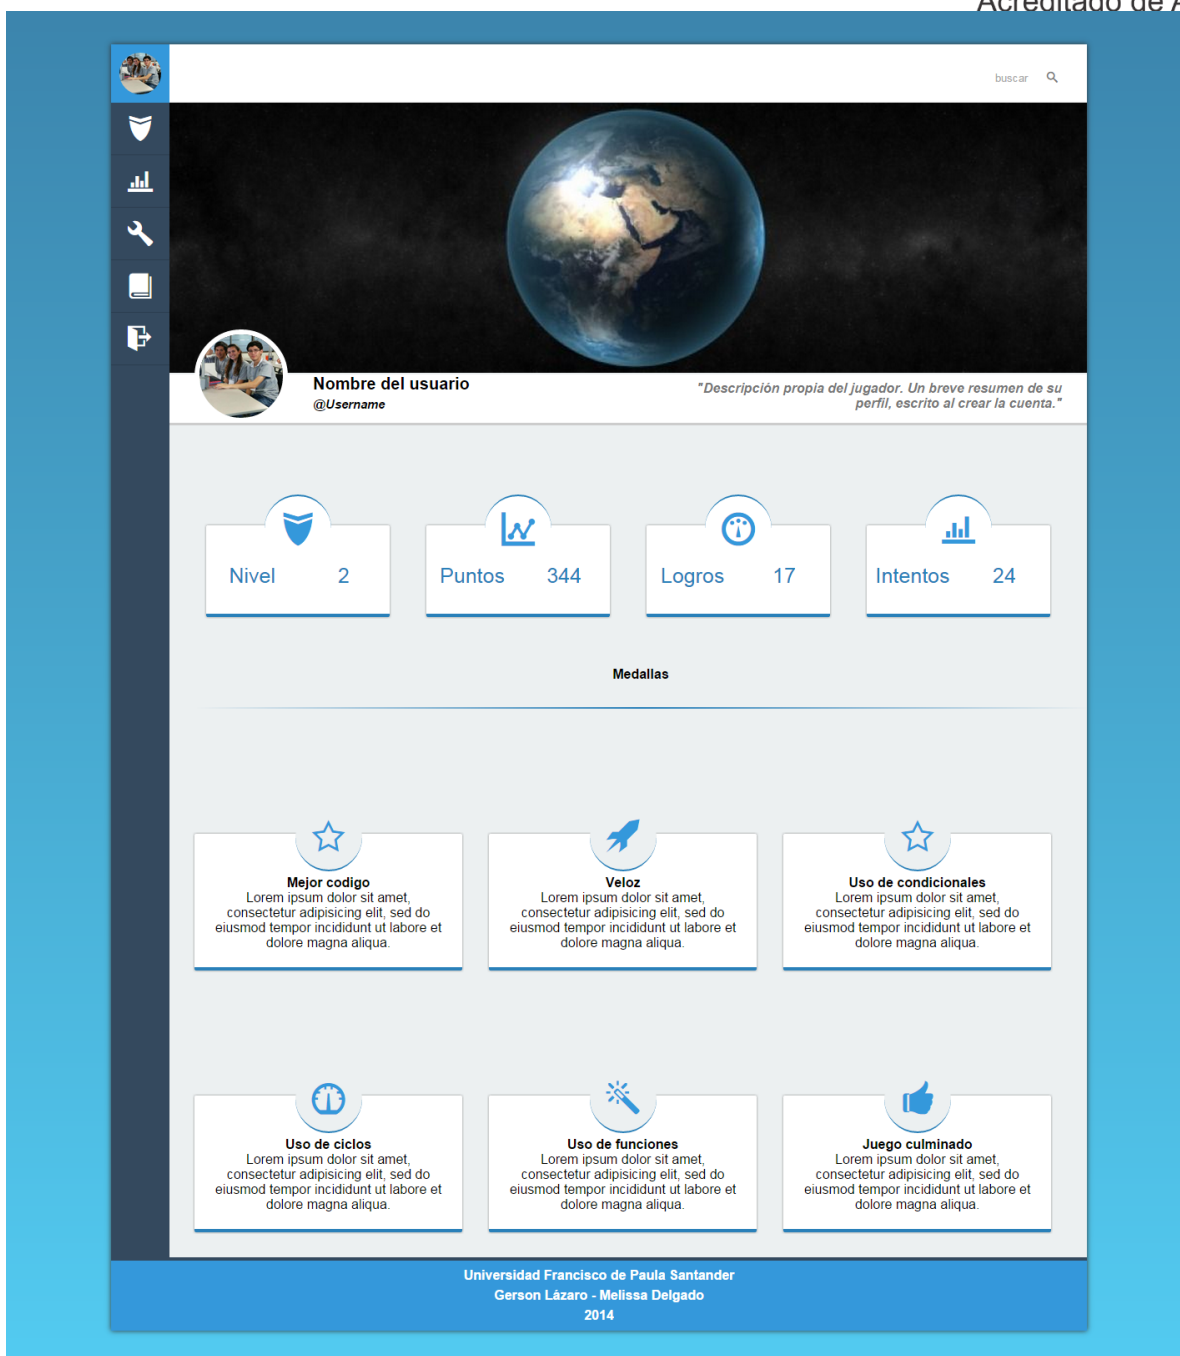 Acreditado de A
buscar
Nombre del usuario
@Username
"Descripción propia del jugador. Un breve resumen de su
perfil, escrito al crear la cuenta."
Nivel 2
Puntos 344
Logros 17
Intentos 24
Medallas
Mejor codigo
Lorem ipsum dolor sit amet,
consectetur adipisicing elit, sed do
eiusmod tempor incididunt ut labore et
dolore magna aliqua.
Veloz
Lorem ipsum dolor sit amet,
consectetur adipisicing elit, sed do
eiusmod tempor incididunt ut labore et
dolore magna aliqua.
Uso de condicionales
Lorem ipsum dolor sit amet,
consectetur adipisicing elit, sed do
eiusmod tempor incididunt ut labore et
dolore magna aliqua.
Uso de ciclos
Lorem ipsum dolor sit amet,
consectetur adipisicing elit, sed do
eiusmod tempor incididunt ut labore et
dolore magna aliqua.
Uso de funciones
Lorem ipsum dolor sit amet,
consectetur adipisicing elit, sed do
eiusmod tempor incididunt ut labore et
dolore magna aliqua.
Juego culminado
Lorem ipsum dolor sit amet,
consectetur adipisicing elit, sed do
eiusmod tempor incididunt ut labore et
dolore magna aliqua.
Universidad Francisco de Paula Santander
Gerson Lázaro - Melissa Delgado
2014